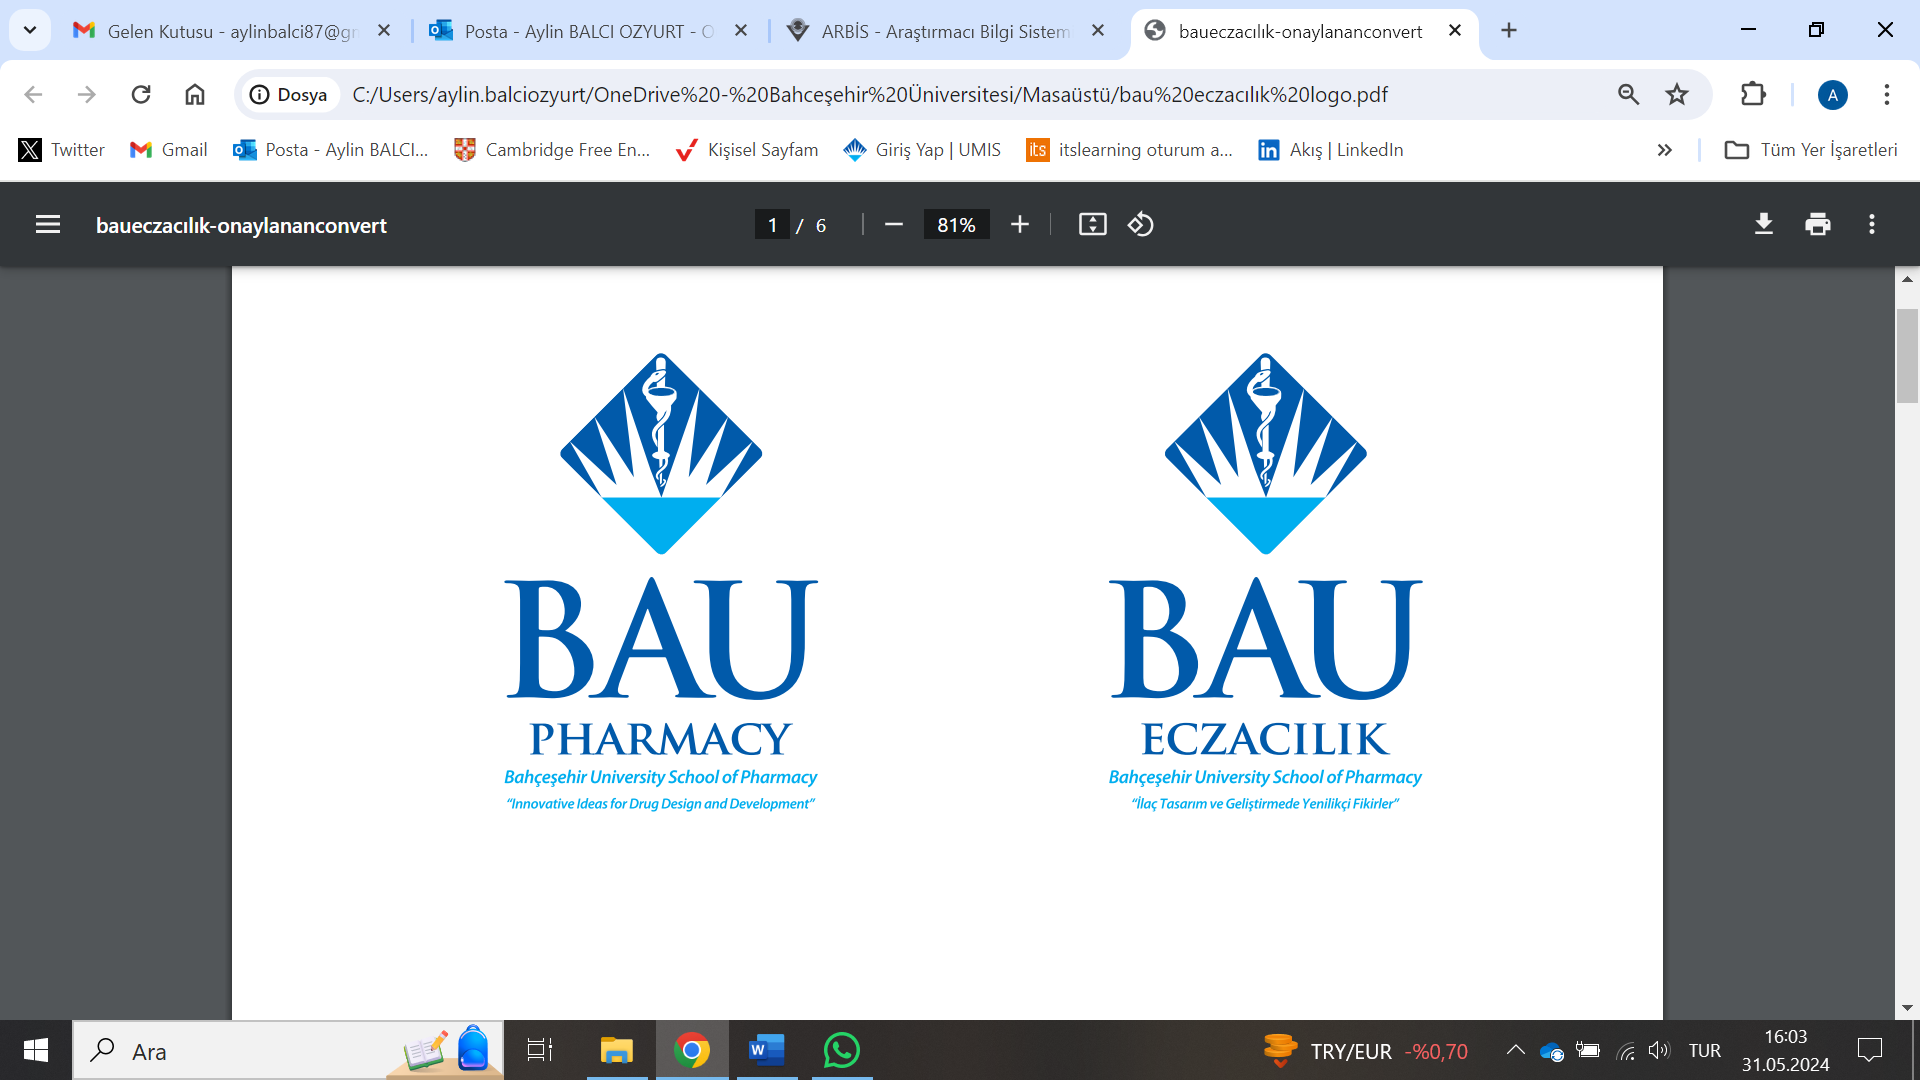 Gelen Kutusu - aylinbalci87@gm
Posta - Aylin BALCI OZYURT - O
ARBİS - Araştırmacı Bilgi Sistem
baueczacılık-onaylananconvert
Dosya
C:/Users/aylin.balciozyurt/OneDrive%20-%20Bahceşehir%20Üniversitesi/Masaüstü/bau%20eczacılık%20logo.pdf
A
Twitter
Gmail
Posta - Aylin BALCI...
Cambridge Free En...
Kişisel Sayfam
Giriş Yap | UMIS
its
itslearning oturum a...
in
Akış | LinkedIn
Tüm Yer İşaretleri
baueczacılık-onaylananconvert
1 / 6
81%
BAU
PHARMACY
Bahçeşehir University School of Pharmacy
“Innovative Ideas for Drug Design and Development”
BAU
ECZACILIK
Bahçeşehir University School of Pharmacy
“İlaç Tasarım ve Geliştirmede Yenilikçi Fikirler”
Ara
W
TRY/EUR -%0,70
TUR
16:03
31.05.2024